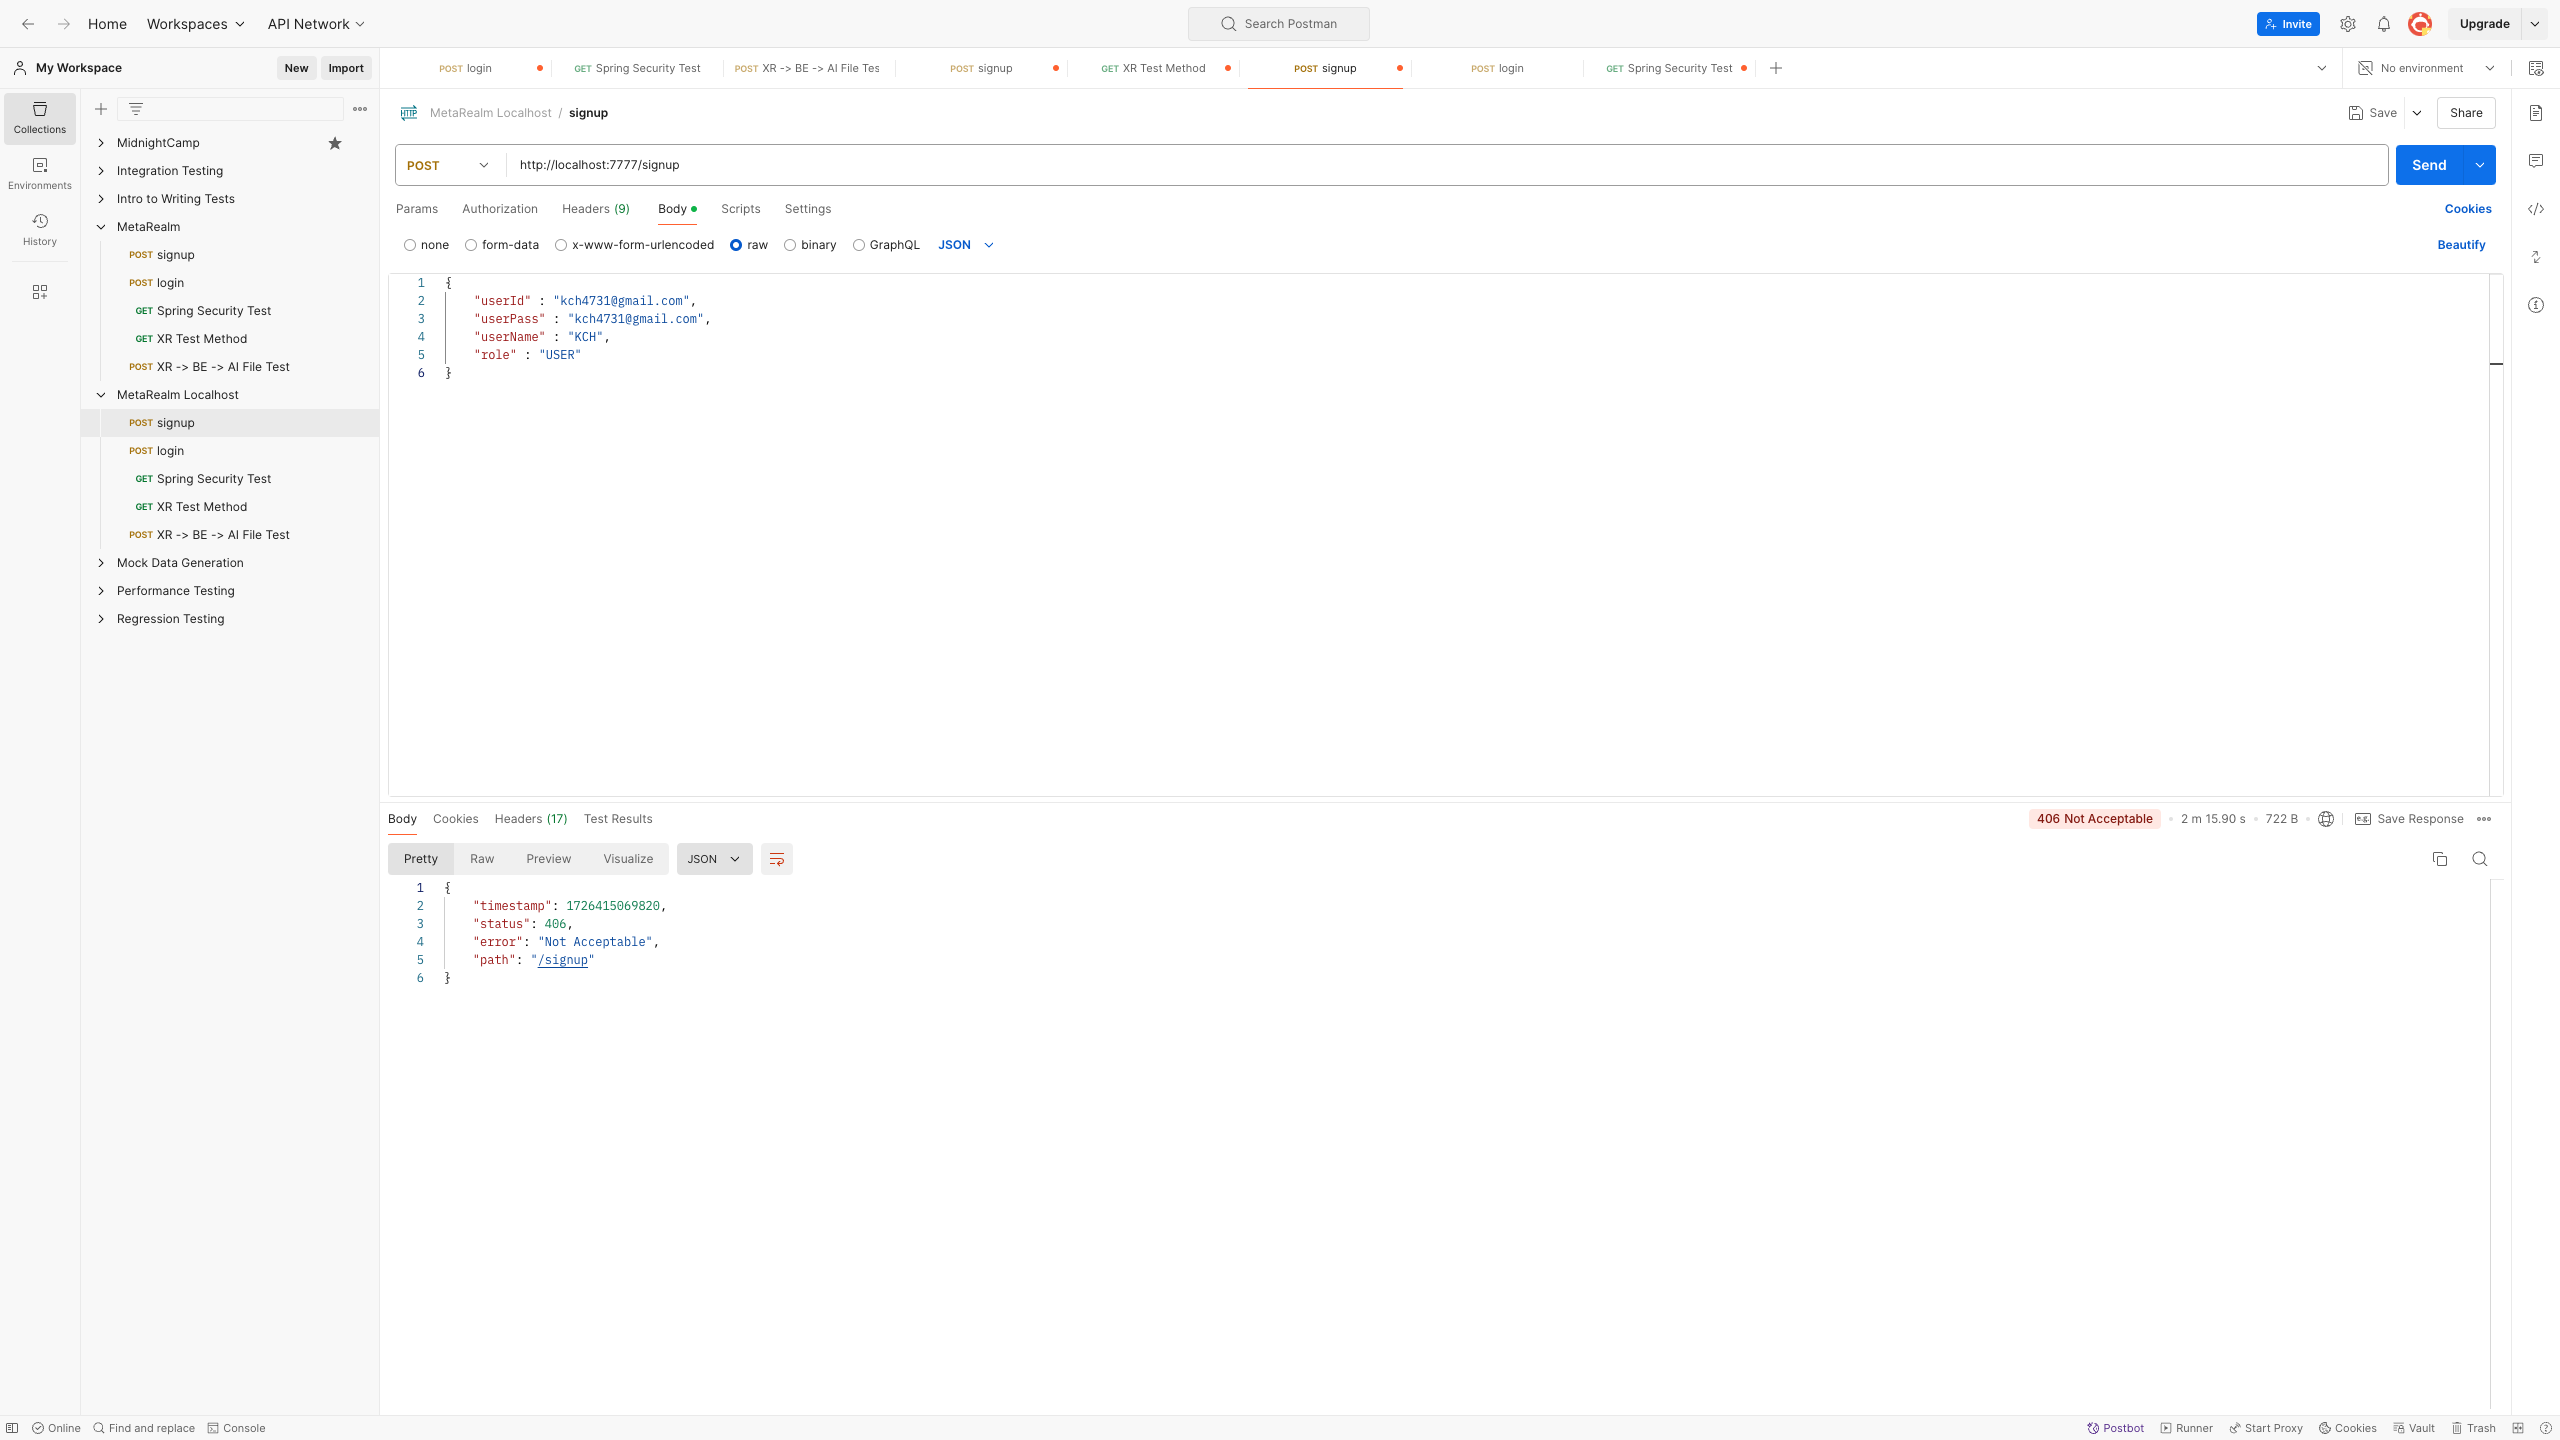 Home Workspaces API Network Search Postman Invite Upgrade
My Workspace New Import
POST login GET Spring Security Test POST XR -> BE -> AI File Tes POST signup GET XR Test Method POST signup POST login GET Spring Security Test No environment
Collections
Environments
History
MidnightCamp
Integration Testing
Intro to Writing Tests
MetaRealm
POST signup
POST login
GET Spring Security Test
GET XR Test Method
POST XR -> BE -> AI File Test
MetaRealm Localhost
POST signup
POST login
GET Spring Security Test
GET XR Test Method
POST XR -> BE -> AI File Test
Mock Data Generation
Performance Testing
Regression Testing
HTTP MetaRealm Localhost / signup Save Share
POST http://localhost:7777/signup Send
Params Authorization Headers (9) Body Scripts Settings Cookies
none form-data x-www-form-urlencoded raw binary GraphQL JSON Beautify
1 {
2 "userId" : "kch4731@gmail.com",
3 "userPass" : "kch4731@gmail.com",
4 "userName" : "KCH",
5 "role" : "USER"
6 }
Body Cookies Headers (17) Test Results 406 Not Acceptable 2 m 15.90 s 722 B e.g. Save Response
Pretty Raw Preview Visualize JSON
1 {
2 "timestamp": 1726415069820,
3 "status": 406,
4 "error": "Not Acceptable",
5 "path": "/signup"
6 }
Online Find and replace Console Postbot Runner Start Proxy Cookies Vault Trash